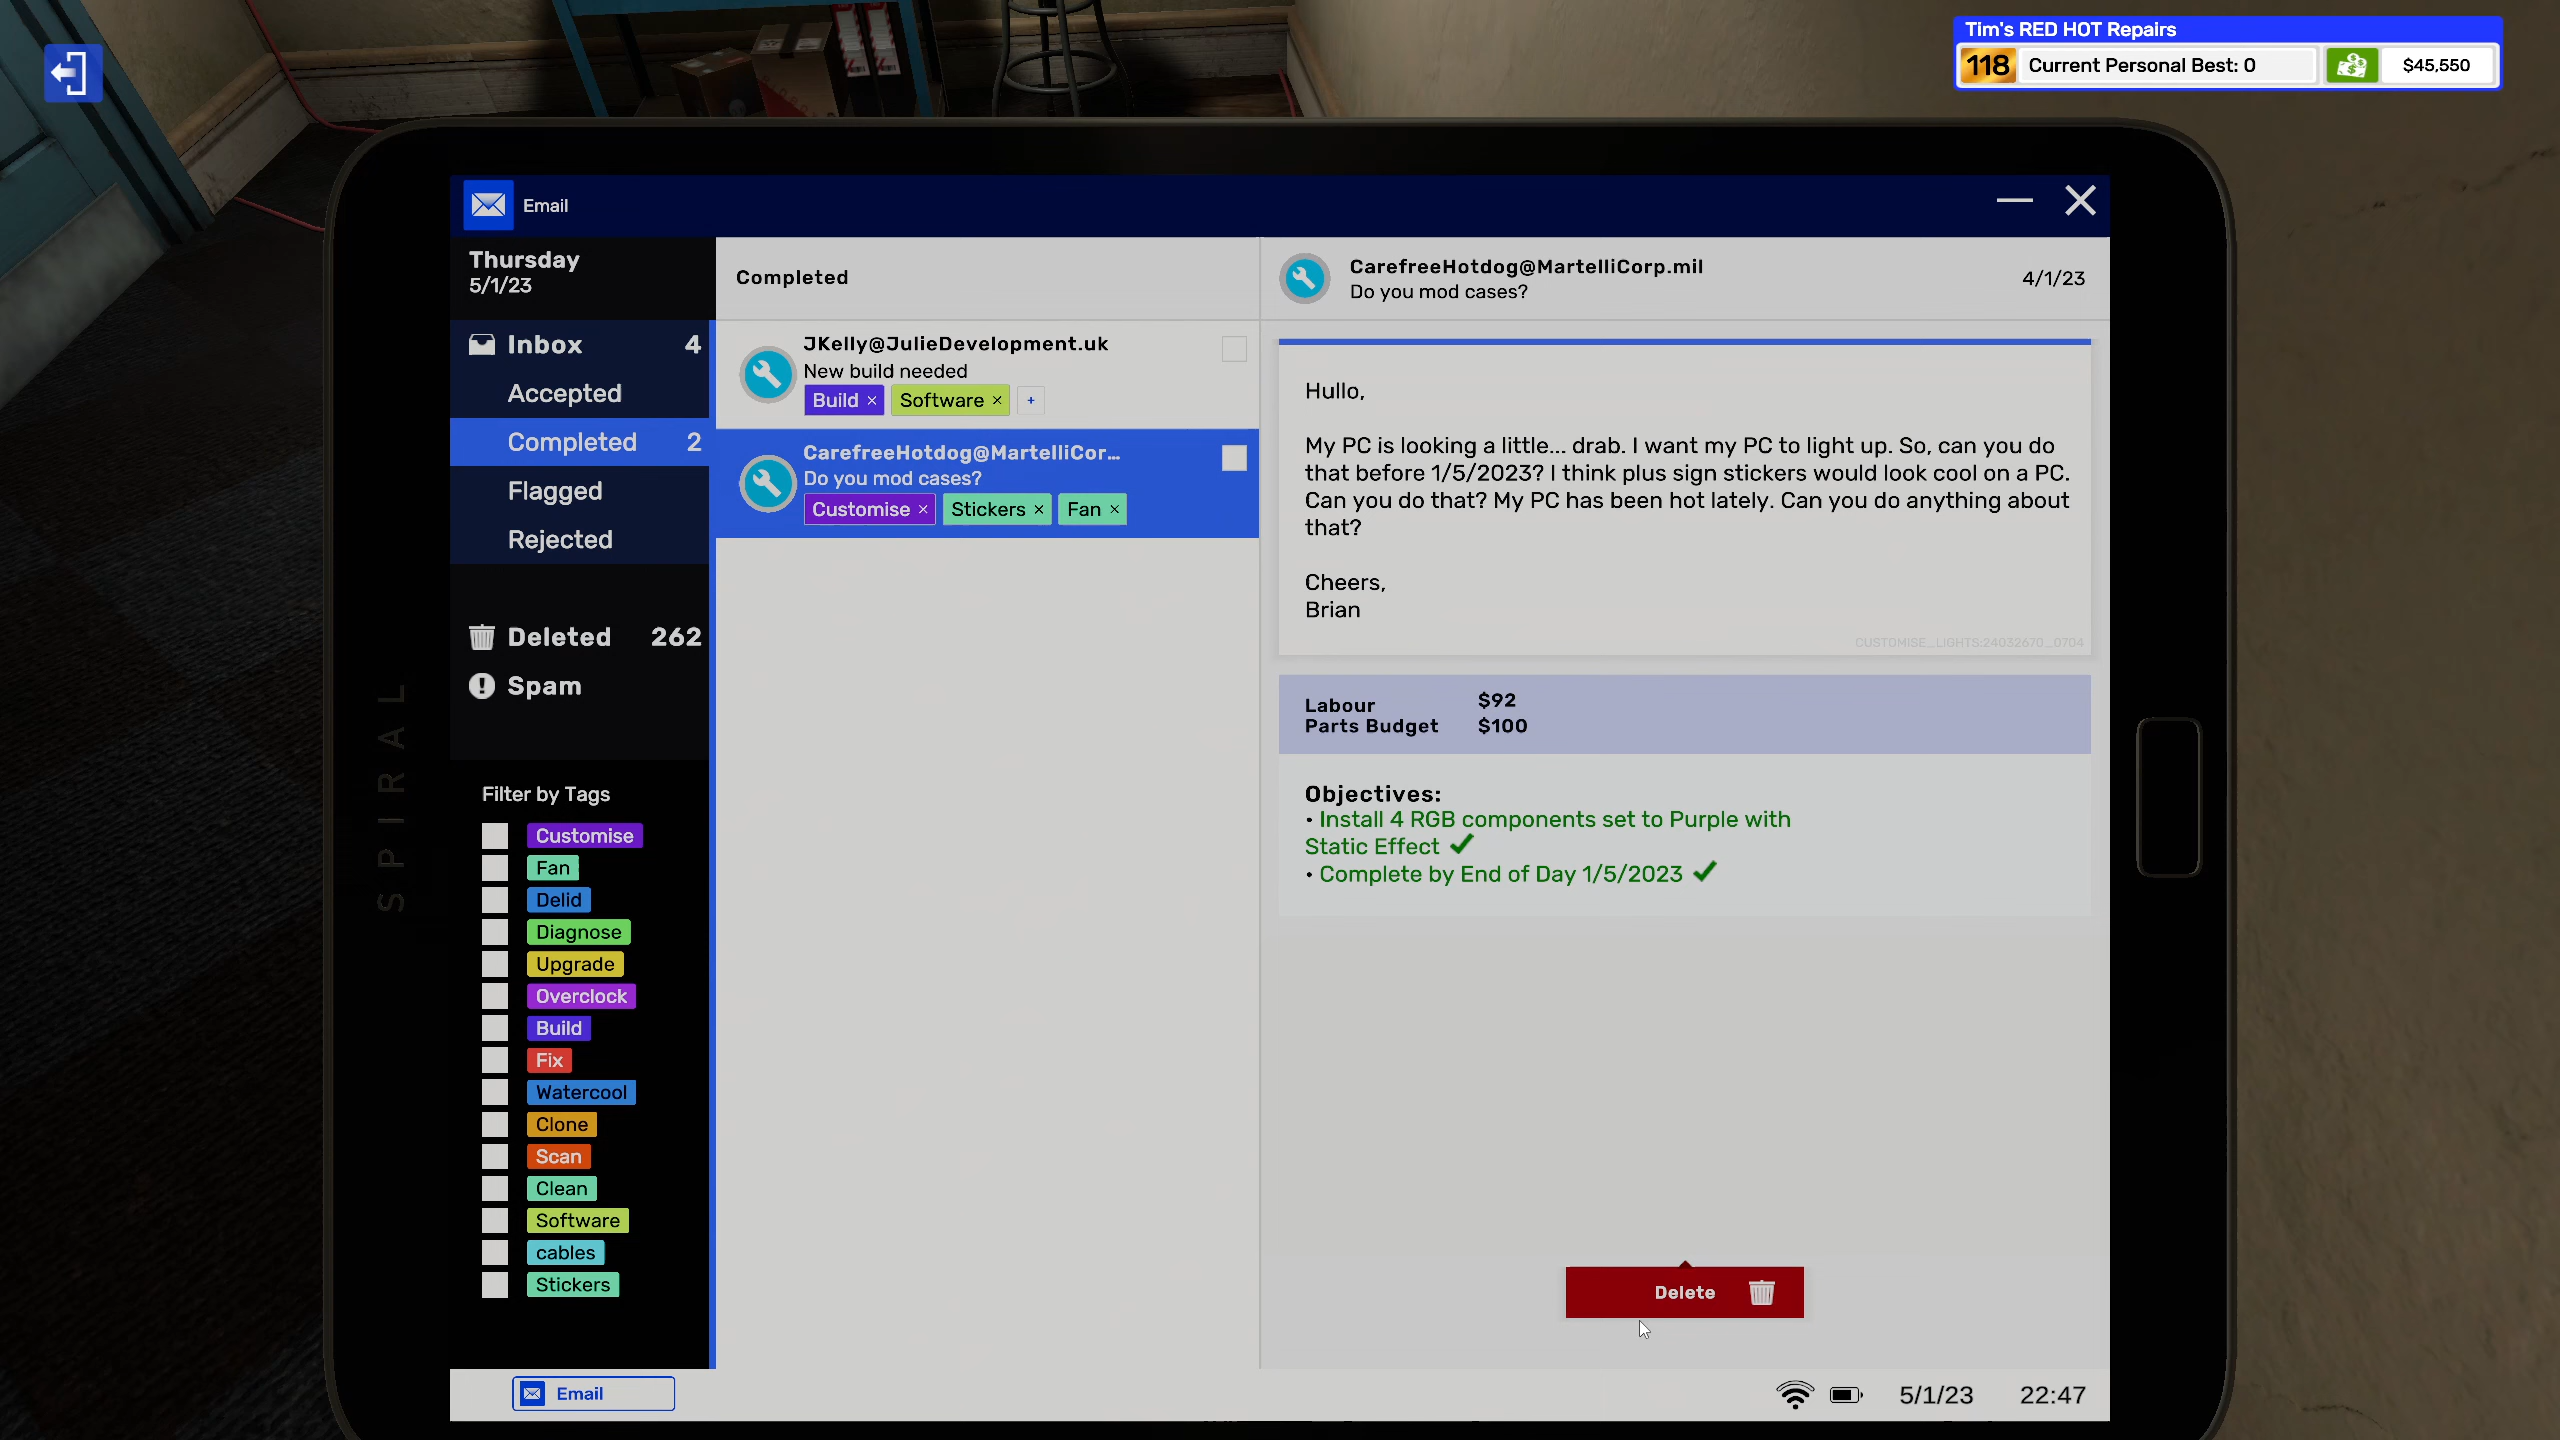 Tim's RED HOT Repairs
118
Current Personal Best: 0
$45,550
Email
Thursday
5/1/23
Inbox 4
Accepted
Completed 2
Flagged
Rejected
Deleted 262
Spam
Filter by Tags
Customise
Fan
Delid
Diagnose
Upgrade
Overclock
Build
Fix
Watercool
Clone
Scan
Clean
Software
cables
Stickers
Completed
JKelly@JulieDevelopment.uk
New build needed
Build × Software × +
CarefreeHotdog@MartelliCor...
Do you mod cases?
Customise × Stickers × Fan ×
CarefreeHotdog@MartelliCorp.mil
Do you mod cases?
4/1/23
Hullo,
My PC is looking a little... drab. I want my PC to light up. So, can you do
that before 1/5/2023? I think plus sign stickers would look cool on a PC.
Can you do that? My PC has been hot lately. Can you do anything about
that?
Cheers,
Brian
CUSTOMISE_LIGHTS:24032670_0704
Labour $92
Parts Budget $100
Objectives:
• Install 4 RGB components set to Purple with
Static Effect ✔
• Complete by End of Day 1/5/2023 ✔
Delete
Email
5/1/23
22:47
SPIRAL